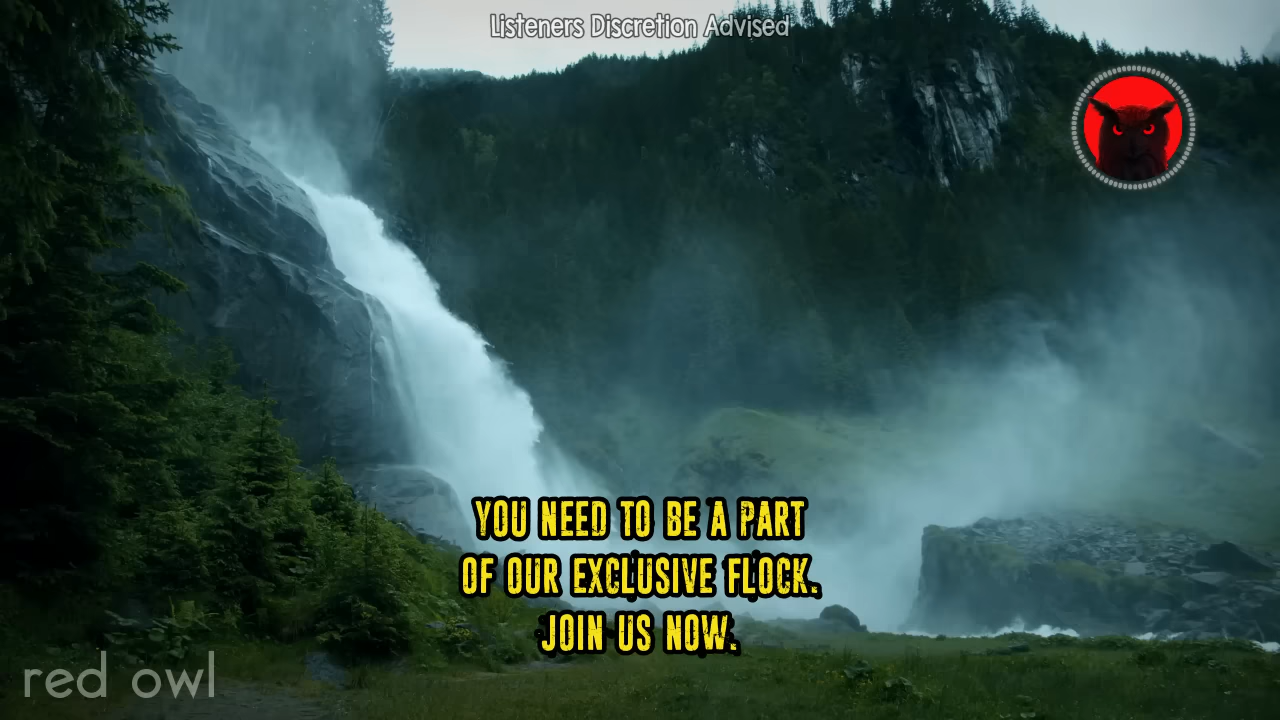 Listeners Discretion Advised
YOU NEED TO BE A PART
OF OUR EXCLUSIVE FLOCK.
JOIN US NOW.
red owl